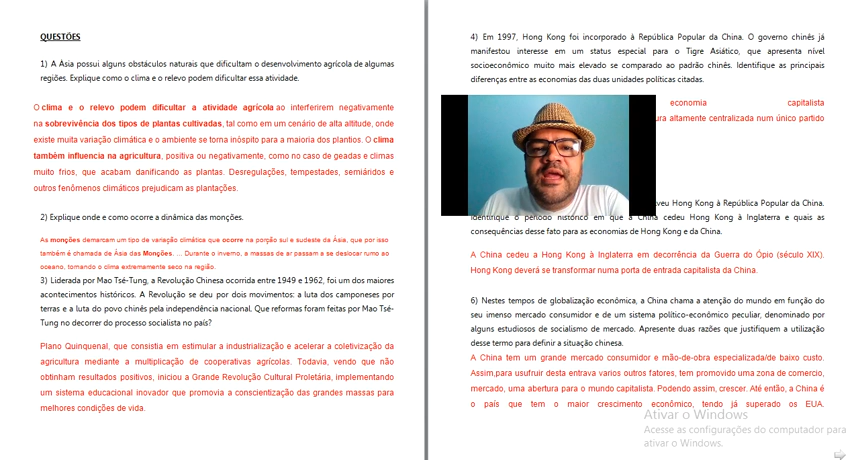 QUESTÕES
1) A Ásia possui alguns obstáculos naturais que dificultam o desenvolvimento agrícola de algumas
regiões. Explique como o clima e o relevo podem dificultar essa atividade.
O clima e o relevo podem dificultar a atividade agrícola ao interferirem negativamente
na sobrevivência dos tipos de plantas cultivadas, tal como em um cenário de alta altitude, onde
existe muita variação climática e o ambiente se torna inóspito para a maioria dos plantios. O clima
também influencia na agricultura, positiva ou negativamente, como no caso de geadas e climas
muito frios, que acabam danificando as plantas. Desregulações, tempestades, semiáridos e
outros fenômenos climáticos prejudicam as plantações.
2) Explique onde e como ocorre a dinâmica das monções.
As monções demarcam um tipo de variação climática que ocorre na porção sul e sudeste da Ásia, que por isso
também é chamada de Ásia das Monções. ... Durante o inverno, a massas de ar passam a se deslocar rumo ao
oceano, tornando o clima extremamente seco na região.
3) Liderada por Mao Tsé-Tung, a Revolução Chinesa ocorrida entre 1949 e 1962, foi um dos maiores
acontecimentos históricos. A Revolução se deu por dois movimentos: a luta dos camponeses por
terras e a luta do povo chinês pela independência nacional. Que reformas foram feitas por Mao Tsé-
Tung no decorrer do processo socialista no país?
Plano Quinquenal, que consistia em estimular a industrialização e acelerar a coletivização da
agricultura mediante a multiplicação de cooperativas agrícolas. Todavia, vendo que não
obtinham resultados positivos, iniciou a Grande Revolução Cultural Proletária, implementando
um sistema educacional inovador que promovia a conscientização das grandes massas para
melhores condições de vida.
4) Em 1997, Hong Kong foi incorporado à República Popular da China. O governo chinês já
manifestou interesse em um status especial para o Tigre Asiático, que apresenta nível
socioeconômico muito mais elevado se comparado ao padrão chinês. Identifique as principais
diferenças entre as economias das duas unidades políticas citadas.
economia capitalista
altamente centralizada num único partido
Hong Kong à República Popular da China.
Identifique o período histórico em que a China cedeu Hong Kong à Inglaterra e quais as
consequências desse fato para as economias de Hong Kong e da China.
A China cedeu a Hong Kong à Inglaterra em decorrência da Guerra do Ópio (século XIX).
Hong Kong deverá se transformar numa porta de entrada capitalista da China.
6) Nestes tempos de globalização econômica, a China chama a atenção do mundo em função do
seu imenso mercado consumidor e de um sistema político-econômico peculiar, denominado por
alguns estudiosos de socialismo de mercado. Apresente duas razões que justifiquem a utilização
desse termo para definir a situação chinesa.
A China tem um grande mercado consumidor e mão-de-obra especializada/de baixo custo.
Assim,para usufruir desta entrava varios outros fatores, tem promovido uma zona de comercio,
mercado, uma abertura para o mundo capitalista. Podendo assim, crescer. Até então, a China é
o país que tem o maior crescimento econômico, tendo já superado os EUA.
Ativar o Windows
Acesse as configurações do computador para
ativar o Windows.